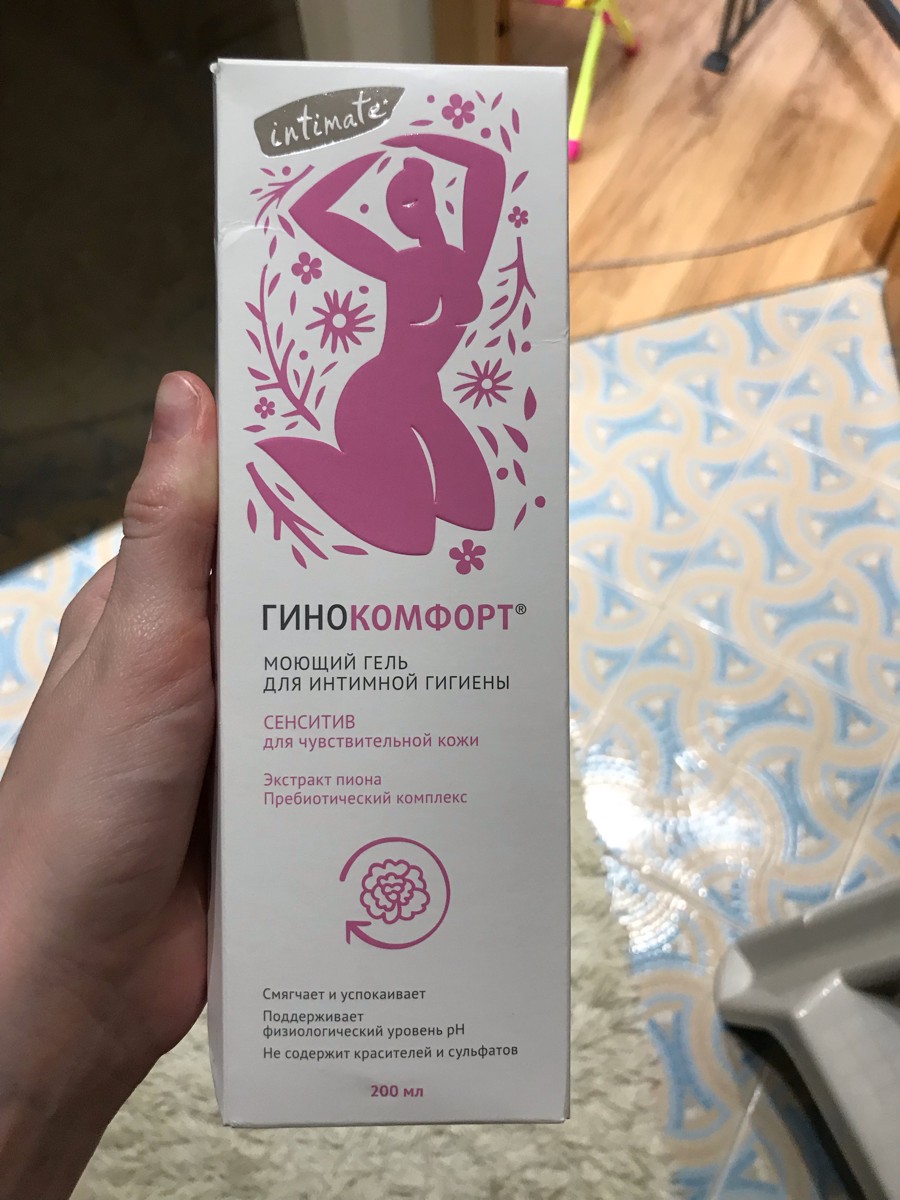 intimate
ГИНОКОМФОРТ®
МОЮЩИЙ ГЕЛЬ
ДЛЯ ИНТИМНОЙ ГИГИЕНЫ
СЕНСИТИВ
для чувствительной кожи
Экстракт пиона
Пребиотический комплекс
Смягчает и успокаивает
Поддерживает
физиологический уровень pH
Не содержит красителей и сульфатов
200 мл